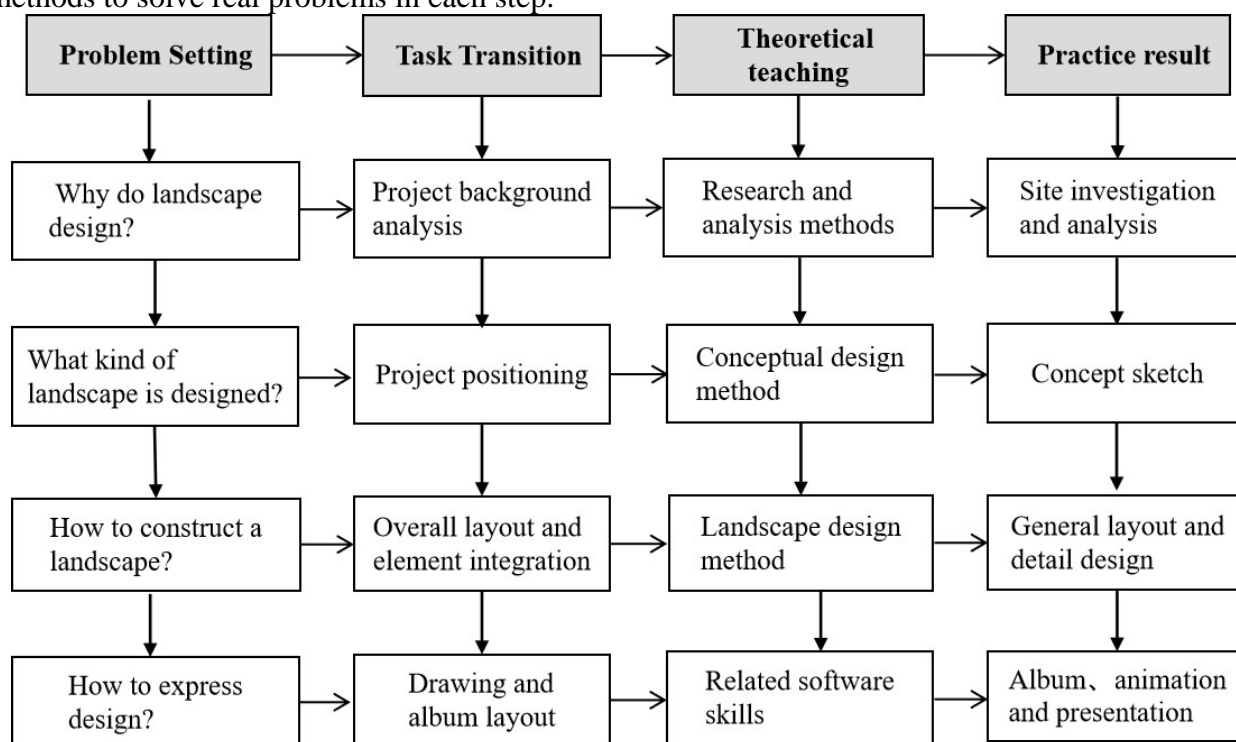 methods to solve real problems in each step.
Problem Setting
Task Transition
Theoretical
teaching
Practice result
Why do landscape
design?
Project background
analysis
Research and
analysis methods
Site investigation
and analysis
What kind of
landscape is designed?
Project positioning
Conceptual design
method
Concept sketch
How to construct a
landscape?
Overall layout and
element integration
Landscape design
method
General layout and
detail design
How to express
design?
Drawing and
album layout
Related software
skills
Album、animation
and presentation